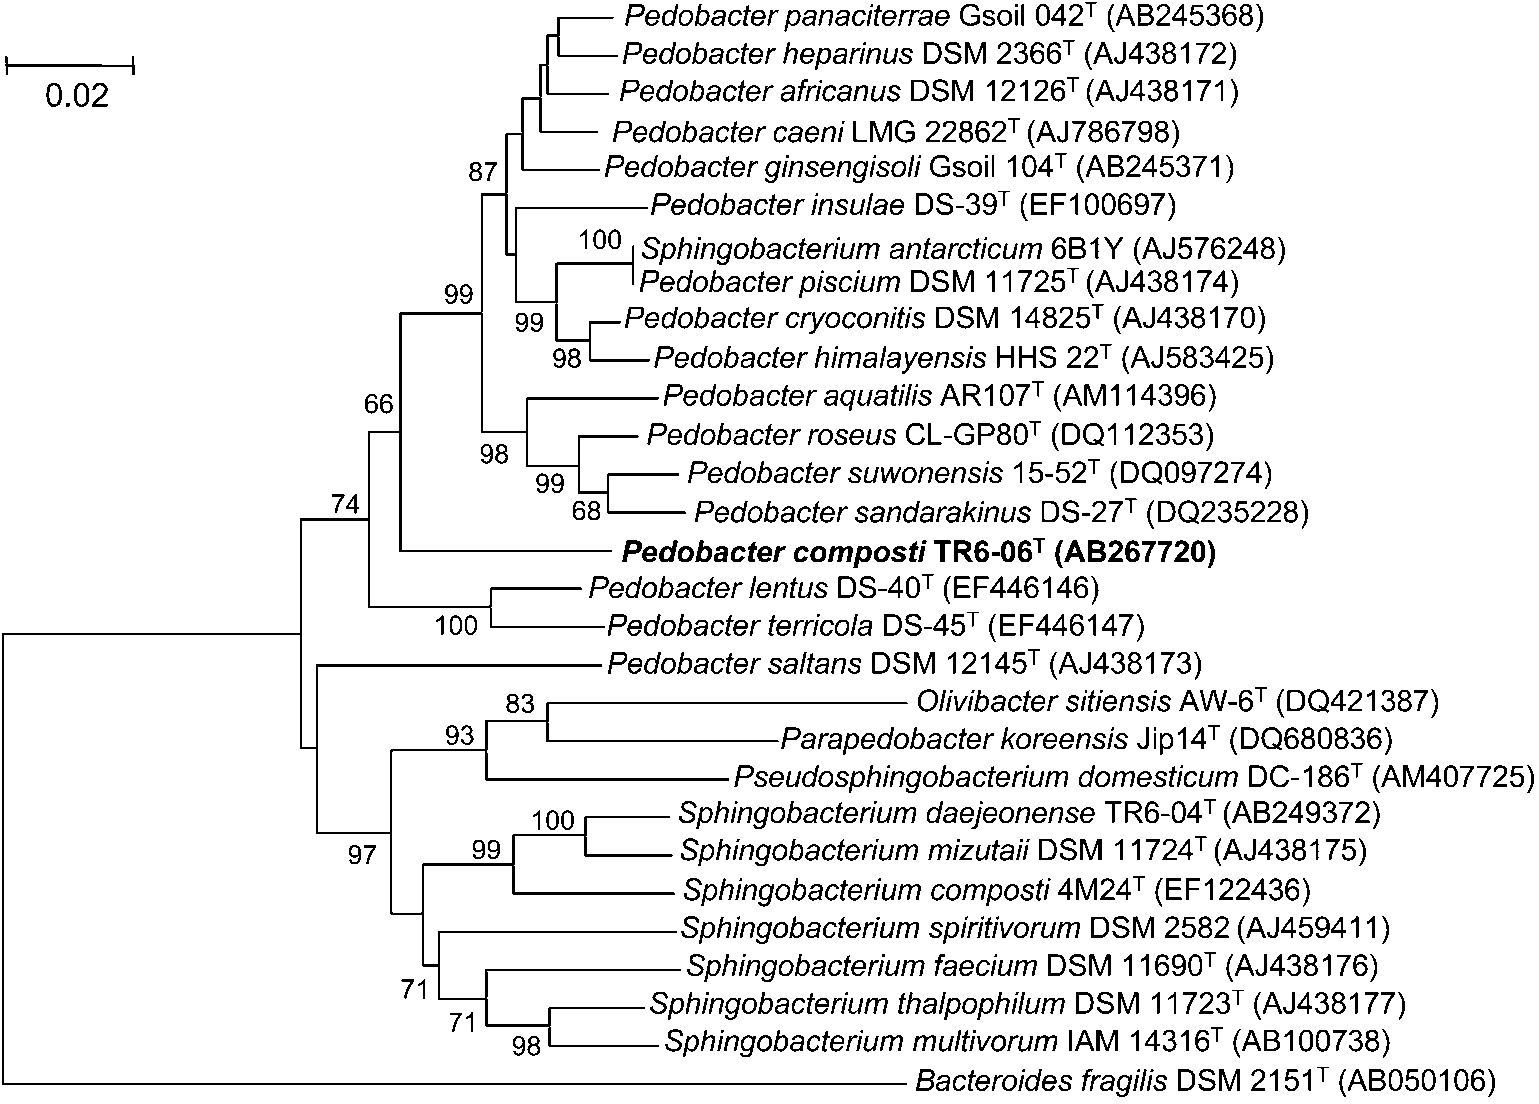 Pedobacter panaciterrae Gsoil 042ᵀ (AB245368)
0.02
Pedobacter heparinus DSM 2366ᵀ (AJ438172)
Pedobacter africanus DSM 12126ᵀ (AJ438171)
Pedobacter caeni LMG 22862ᵀ (AJ786798)
87
Pedobacter ginsengisoli Gsoil 104ᵀ (AB245371)
Pedobacter insulae DS-39ᵀ (EF100697)
100
Sphingobacterium antarcticum 6B1Y (AJ576248)
Pedobacter piscium DSM 11725ᵀ (AJ438174)
99
99
Pedobacter cryoconitis DSM 14825ᵀ (AJ438170)
98
Pedobacter himalayensis HHS 22ᵀ (AJ583425)
Pedobacter aquatilis AR107ᵀ (AM114396)
66
Pedobacter roseus CL-GP80ᵀ (DQ112353)
98
Pedobacter suwonensis 15-52ᵀ (DQ097274)
99
68
Pedobacter sandarakinus DS-27ᵀ (DQ235228)
74
Pedobacter composti TR6-06ᵀ (AB267720)
Pedobacter lentus DS-40ᵀ (EF446146)
100
Pedobacter terricola DS-45ᵀ (EF446147)
Pedobacter saltans DSM 12145ᵀ (AJ438173)
83
Olivibacter sitiensis AW-6ᵀ (DQ421387)
93
Parapedobacter koreensis Jip14ᵀ (DQ680836)
Pseudosphingobacterium domesticum DC-186ᵀ (AM407725)
100
Sphingobacterium daejeonense TR6-04ᵀ (AB249372)
97
99
Sphingobacterium mizutaii DSM 11724ᵀ (AJ438175)
Sphingobacterium composti 4M24ᵀ (EF122436)
Sphingobacterium spiritivorum DSM 2582 (AJ459411)
Sphingobacterium faecium DSM 11690ᵀ (AJ438176)
71
Sphingobacterium thalpophilum DSM 11723ᵀ (AJ438177)
71
98
Sphingobacterium multivorum IAM 14316ᵀ (AB100738)
Bacteroides fragilis DSM 2151ᵀ (AB050106)